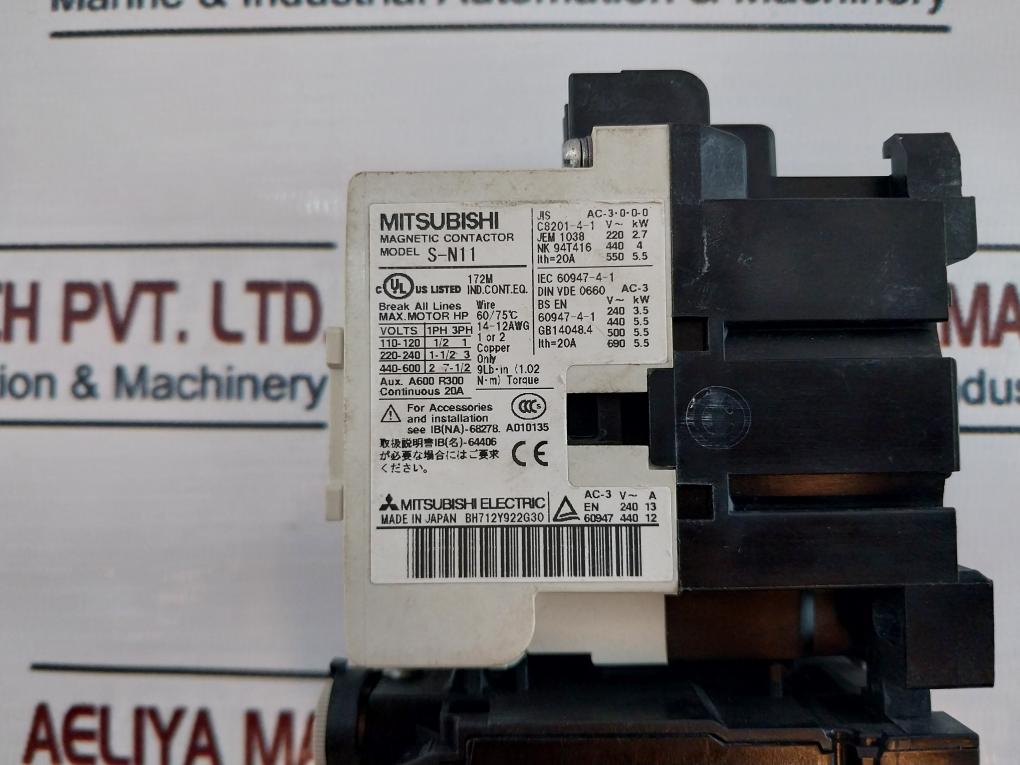 Marine & Industrial Automation & Machinery
CH PVT. LTD.
tion & Machinery
AMA
Indus
AELIYA MA
MITSUBISHI
MAGNETIC CONTACTOR
MODEL S-N11
c UL US LISTED 172M IND.CONT.EQ.
Break All Lines
MAX. MOTOR HP
VOLTS 1PH 3PH
110-120 1/2 1
220-240 1-1/2 3
440-600 2 7-1/2
Aux. A600 R300
Continuous 20A
Wire
60/75℃
14-12AWG
1 or 2
Copper
Only
9Lb·in (1.02
N·m) Torque
JIS AC-3·0·0-0
C8201-4-1 V~ kW
JEM 1038 220 2.7
NK 94T416 440 4
Ith=20A 550 5.5
IEC 60947-4-1
DIN VDE 0660 AC-3
BS EN V~ kW
60947-4-1 240 3.5
440 5.5
GB14048.4 500 5.5
Ith=20A 690 5.5
For Accessories
and installation
see IB(NA)-68278.
CCC S
A010135
取扱説明書IB(名)-64406
が必要な場合にはご要求
ください。
CE
MITSUBISHI ELECTRIC
MADE IN JAPAN BH712Y922G30
AC-3 V~ A
EN 240 13
60947 440 12